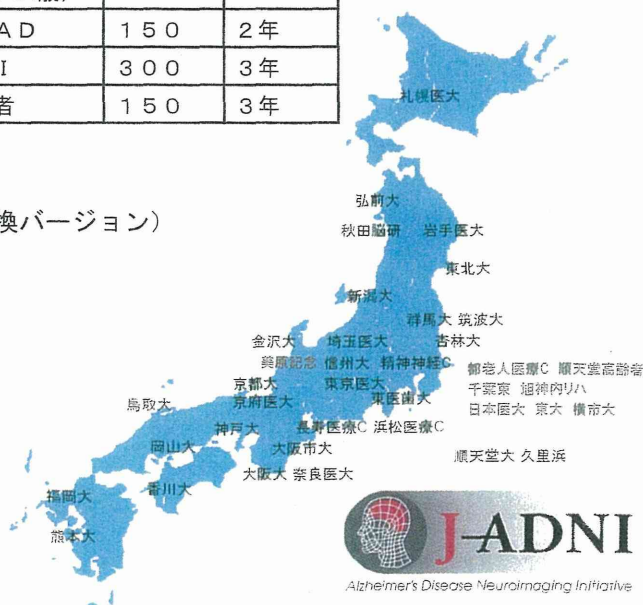 AD 150 2年
I 300 3年
者 150 3年
換バージョン)
札幌医大
弘前大
秋田脳研 岩手医大
東北大
新潟大
群馬大 筑波大
金沢大 埼玉医大 杏林大
美原記念 信州大 精神神経C 都老人医療C 順天堂高齢者
京都大 東京医大 千葉東 旭神内リハ
鳥取大 京府医大 東医歯大 日本医大 東大 横市大
神戸大 長寿医療C 浜松医療C
岡山大 大阪市大 順天堂大 久里浜
香川大 大阪大 奈良医大
福岡大
熊本大
J-ADNI
Alzheimer's Disease Neuroimaging Initiative